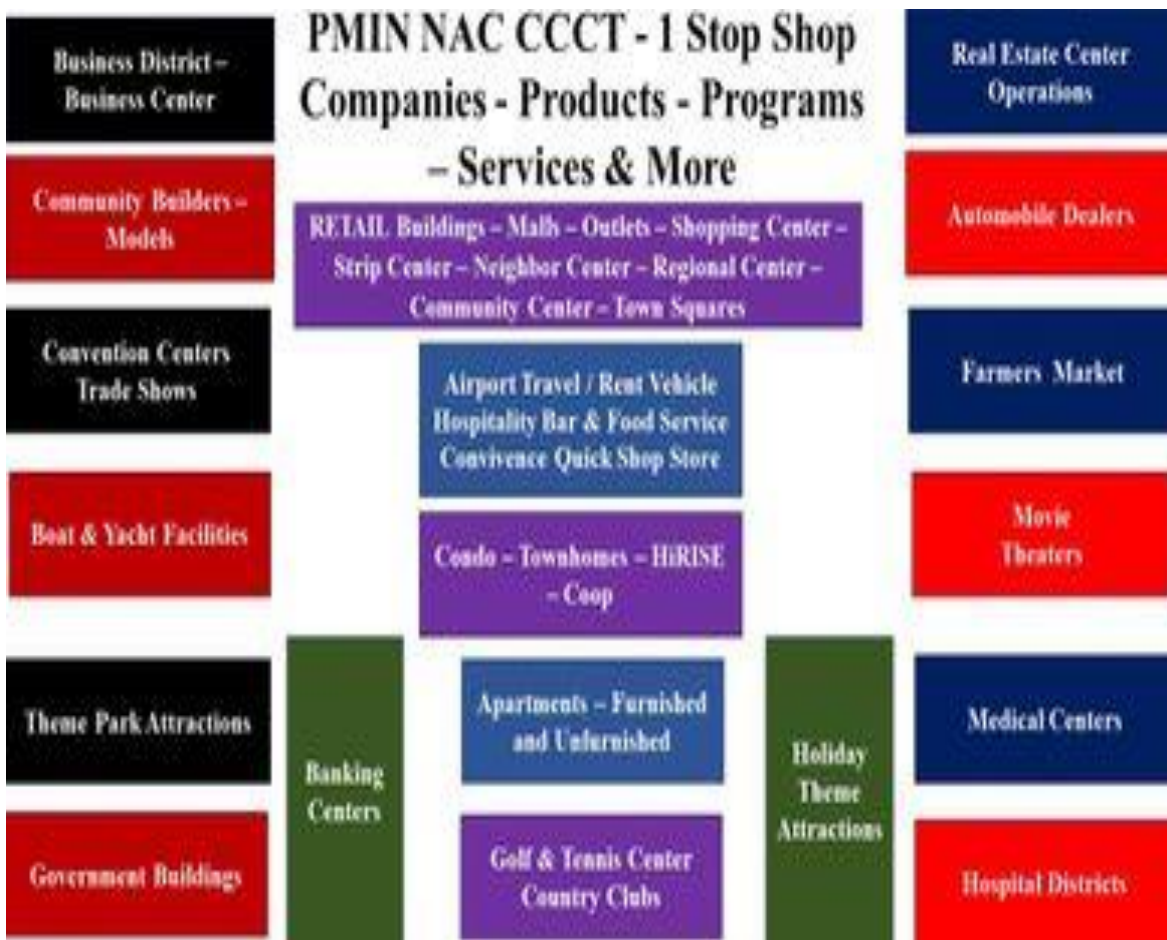 PMIN NAC CCCT - 1 Stop Shop
Companies - Products - Programs
– Services & More
Business District –
Business Center
Community Builders –
Models
Convention Centers
Trade Shows
Boat & Yacht Facilities
Theme Park Attractions
Government Buildings
RETAIL Buildings – Malls – Outlets – Shopping Center –
Strip Center – Neighbor Center – Regional Center –
Community Center – Town Squares
Airport Travel / Rent Vehicle
Hospitality Bar & Food Service
Convivence Quick Shop Store
Condo – Townhomes – HiRISE
– Coop
Banking
Centers
Apartments – Furnished
and Unfurnished
Golf & Tennis Center
Country Clubs
Holiday
Theme
Attractions
Real Estate Center
Operations
Automobile Dealers
Farmers Market
Movie
Theaters
Medical Centers
Hospital Districts